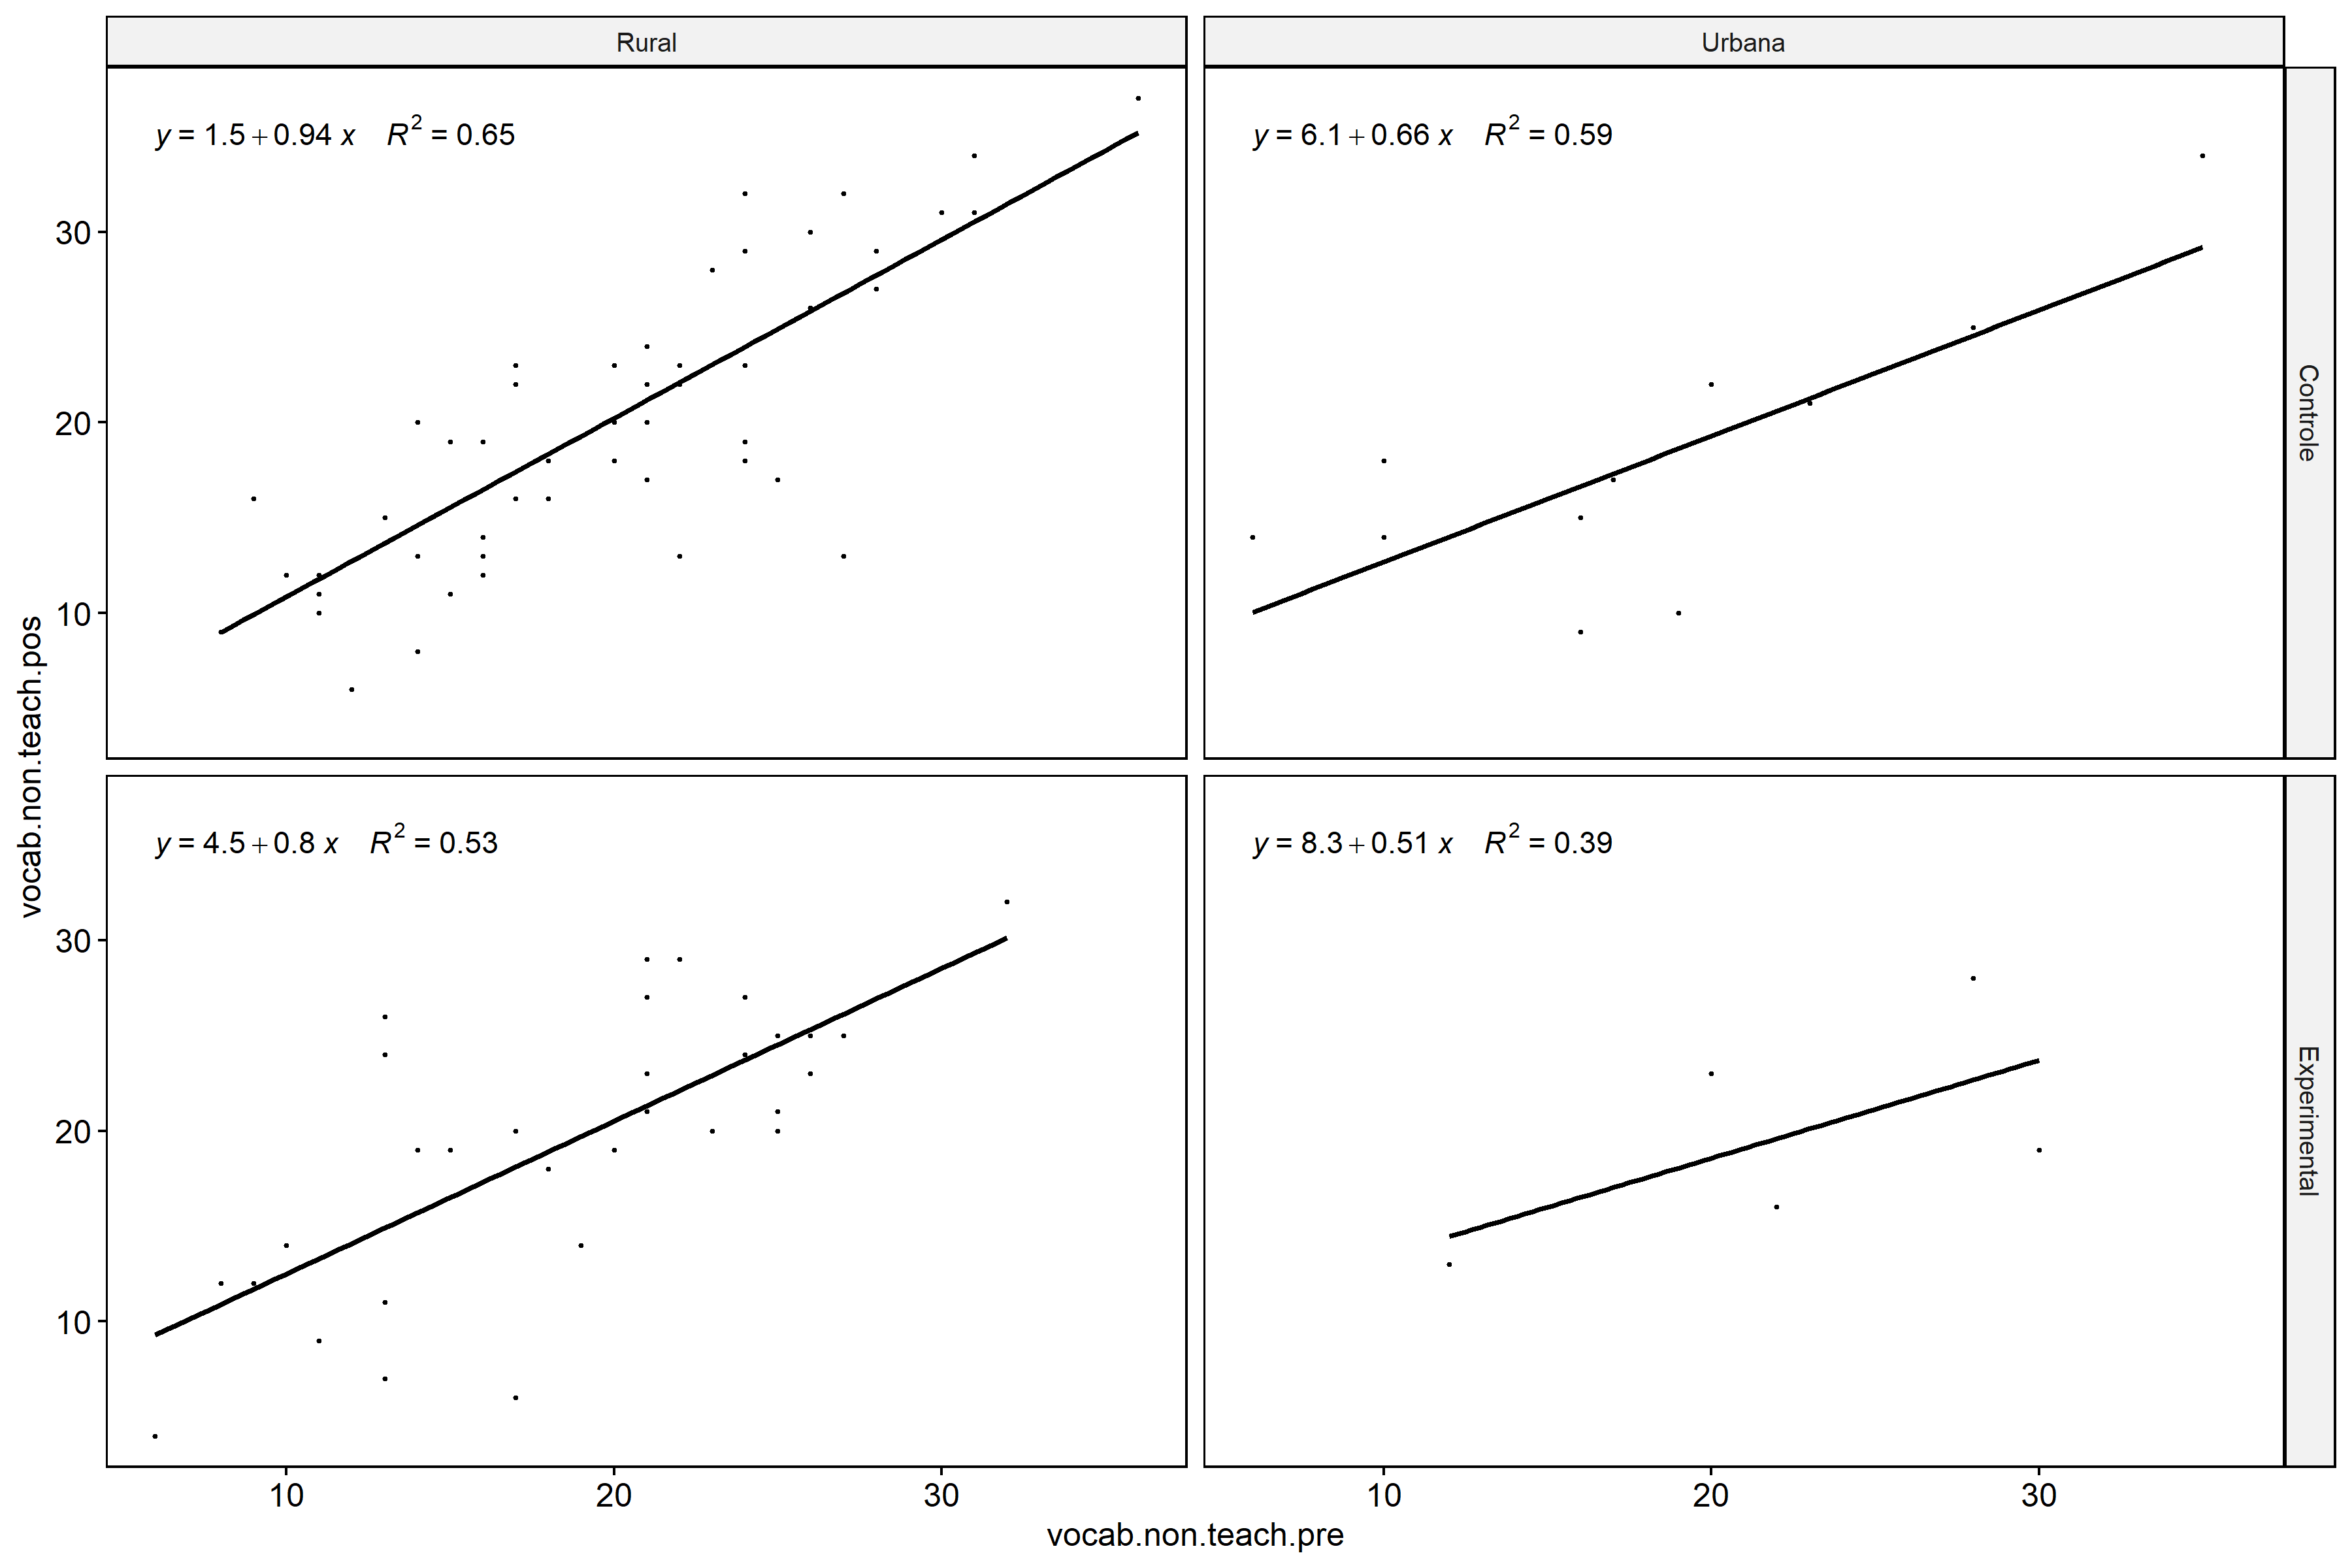 Rural
Urbana
y = 1.5 + 0.94 x R² = 0.65
y = 6.1 + 0.66 x R² = 0.59
30
20
10
Controle
vocab.non.teach.pos
y = 4.5 + 0.8 x R² = 0.53
y = 8.3 + 0.51 x R² = 0.39
30
20
10
Experimental
10 20 30 10 20 30
vocab.non.teach.pre